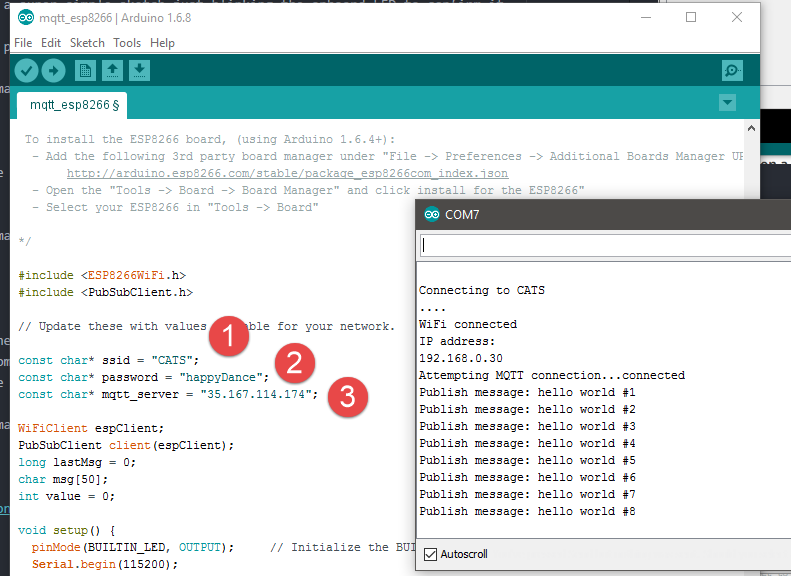 mqtt_esp8266 | Arduino 1.6.8
File Edit Sketch Tools Help
mqtt_esp8266 §
To install the ESP8266 board, (using Arduino 1.6.4+):
- Add the following 3rd party board manager under "File -> Preferences -> Additional Boards Manager
http://arduino.esp8266.com/stable/package_esp8266com_index.json
- Open the "Tools -> Board -> Board Manager" and click install for the ESP8266"
- Select your ESP8266 in "Tools -> Board"
*/
#include <ESP8266WiFi.h>
#include <PubSubClient.h>
// Update these with values for your network.
1
const char* ssid = "CATS";
2
const char* password = "happyDance";
3
const char* mqtt_server = "35.167.114.174";
WiFiClient espClient;
PubSubClient client(espClient);
long lastMsg = 0;
char msg[50];
int value = 0;
void setup() {
pinMode(BUILTIN_LED, OUTPUT); // Initialize the
Serial.begin(115200);
COM7
Connecting to CATS
....
WiFi connected
IP address:
192.168.0.30
Attempting MQTT connection...connected
Publish message: hello world #1
Publish message: hello world #2
Publish message: hello world #3
Publish message: hello world #4
Publish message: hello world #5
Publish message: hello world #6
Publish message: hello world #7
Publish message: hello world #8
Autoscroll